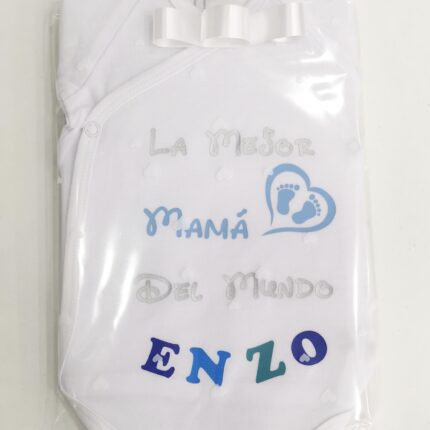 La Mejor
Mamá
Del Mundo
ENZO